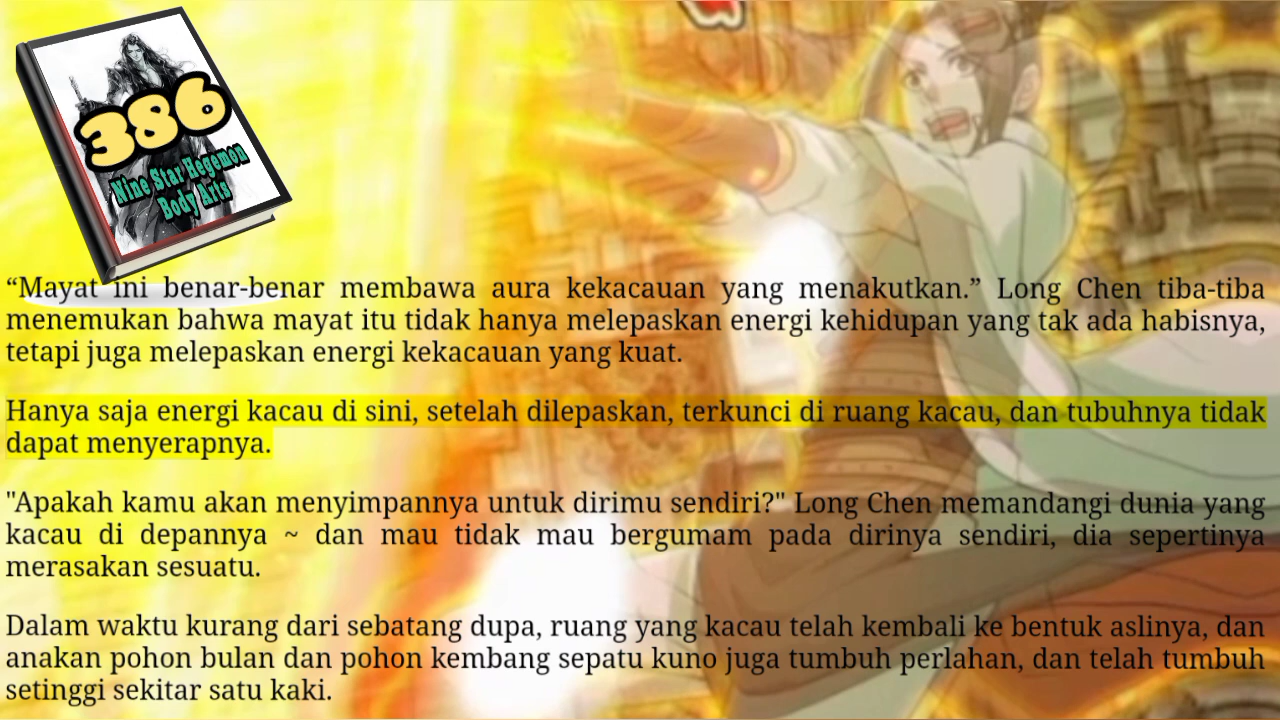 386
Nine Star Hegemon
Body Arts
“Mayat ini benar-benar membawa aura kekacauan yang menakutkan.” Long Chen tiba-tiba
menemukan bahwa mayat itu tidak hanya melepaskan energi kehidupan yang tak ada habisnya,
tetapi juga melepaskan energi kekacauan yang kuat.
Hanya saja energi kacau di sini, setelah dilepaskan, terkunci di ruang kacau, dan tubuhnya tidak
dapat menyerapnya.
"Apakah kamu akan menyimpannya untuk dirimu sendiri?" Long Chen memandangi dunia yang
kacau di depannya ~ dan mau tidak mau bergumam pada dirinya sendiri, dia sepertinya
merasakan sesuatu.
Dalam waktu kurang dari sebatang dupa, ruang yang kacau telah kembali ke bentuk aslinya, dan
anakan pohon bulan dan pohon kembang sepatu kuno juga tumbuh perlahan, dan telah tumbuh
setinggi sekitar satu kaki.